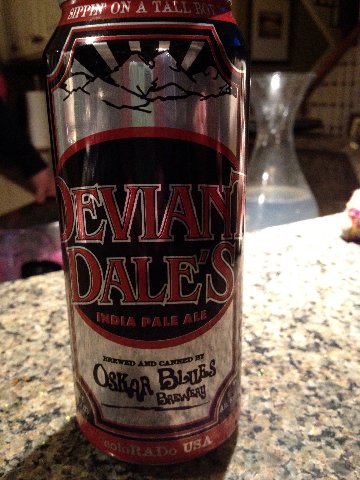 SIPPIN' ON A TALL BOY
DEVIANT
DALE'S
INDIA PALE ALE
BREWED AND CANNED BY
OSKAR BLUES
BREWERY
coloRADo USA